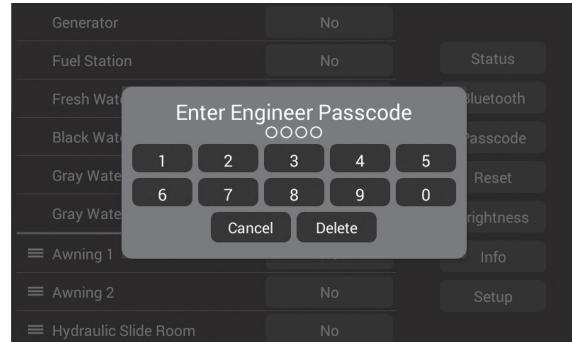 Generator No
Fuel Station No Status
Fresh Wat Bluetooth
Enter Engineer Passcode
Black Wate Passcode
1 2 3 4 5
Gray Wate Reset
6 7 8 9 0
Gray Wate rightness
Cancel Delete
Awning 1 Info
Awning 2 No Setup
Hydraulic Slide Room No